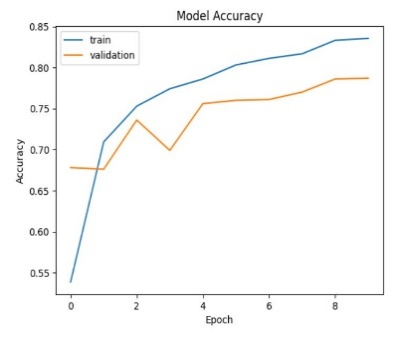 Model Accuracy
train
validation
Accuracy
0.85
0.80
0.75
0.70
0.65
0.60
0.55
0 2 4 6 8
Epoch